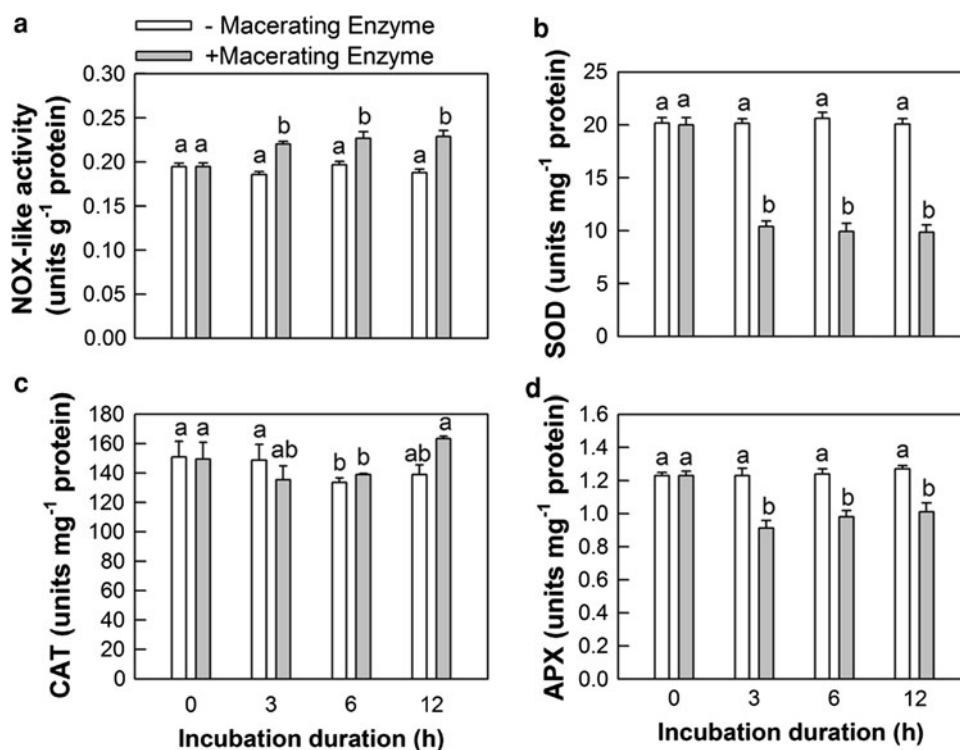 a
- Macerating Enzyme
+Macerating Enzyme
NOX-like activity
(units g-1 protein)
0.30
0.25
0.20
0.15
0.10
0.05
0.00
a a a b a b a b
b
SOD (units mg-1 protein)
25
20
15
10
5
0
a a a b a b a b
c
CAT (units mg-1 protein)
180
160
140
120
100
80
60
40
20
0
a a a ab b b ab a
0 3 6 12
Incubation duration (h)
d
APX (units mg-1 protein)
1.6
1.4
1.2
1.0
0.8
0.6
0.4
0.2
0.0
a a a b a b a b
0 3 6 12
Incubation duration (h)